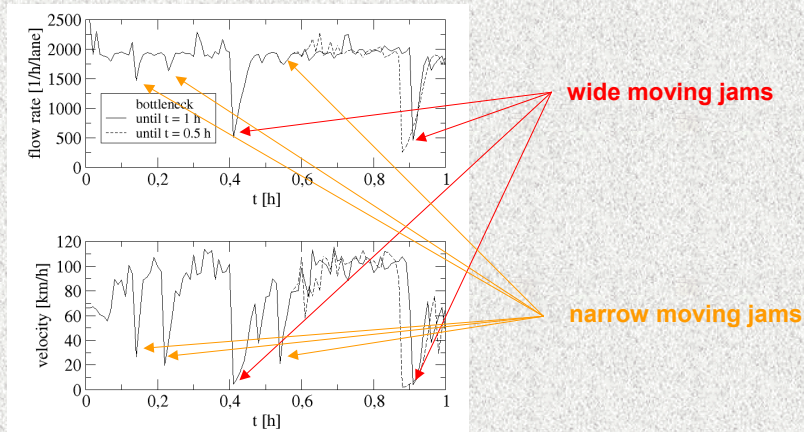 2500
2000
1500
1000
500
0
flow rate [1/h/lane]
bottleneck
until t = 1 h
until t = 0.5 h
0 0,2 0,4 0,6 0,8 1
t [h]
wide moving jams
120
100
80
60
40
20
0
velocity [km/h]
0 0,2 0,4 0,6 0,8 1
t [h]
narrow moving jams